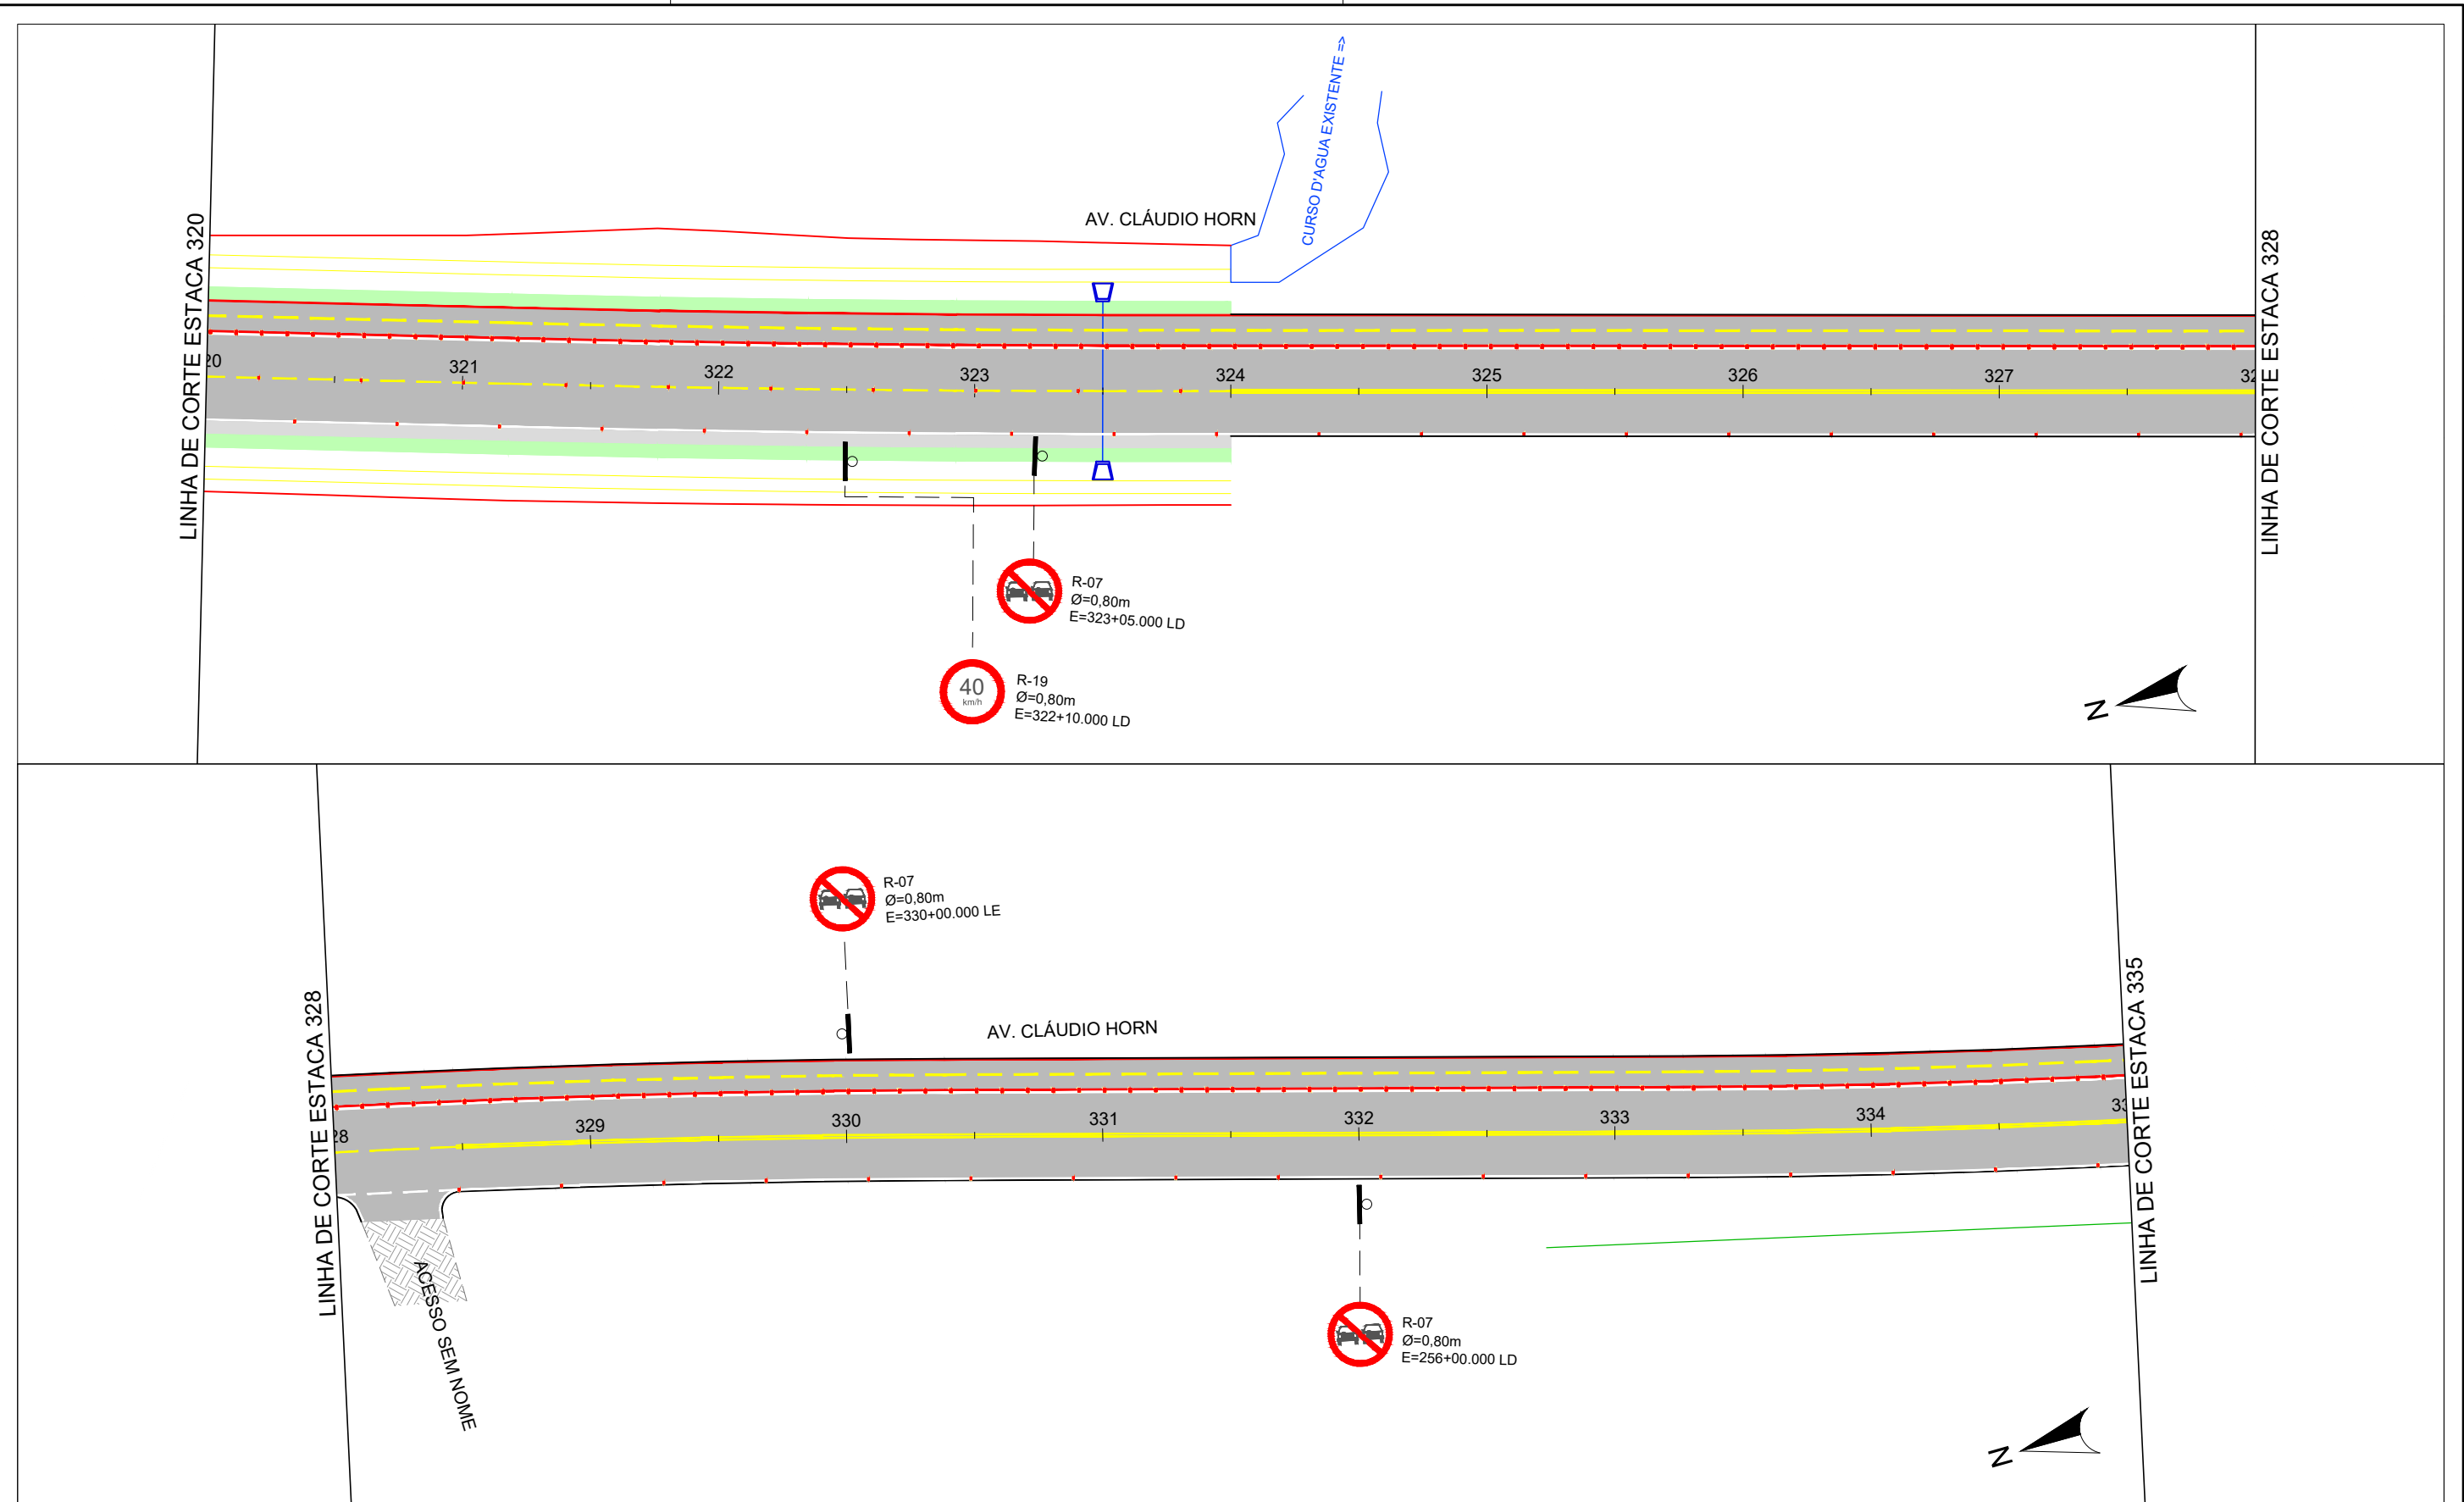 CURSO D'AGUA EXISTENTE =>
AV. CLÁUDIO HORN
LINHA DE CORTE ESTACA 320
LINHA DE CORTE ESTACA 328
20
321
322
323
324
325
326
327
32
R-07
Ø=0,80m
E=323+05.000 LD
40
km/h
R-19
Ø=0,80m
E=322+10.000 LD
N
R-07
Ø=0,80m
E=330+00.000 LE
AV. CLÁUDIO HORN
LINHA DE CORTE ESTACA 328
LINHA DE CORTE ESTACA 335
28
329
330
331
332
333
334
33
ACESSO SEM NOME
R-07
Ø=0,80m
E=256+00.000 LD
N